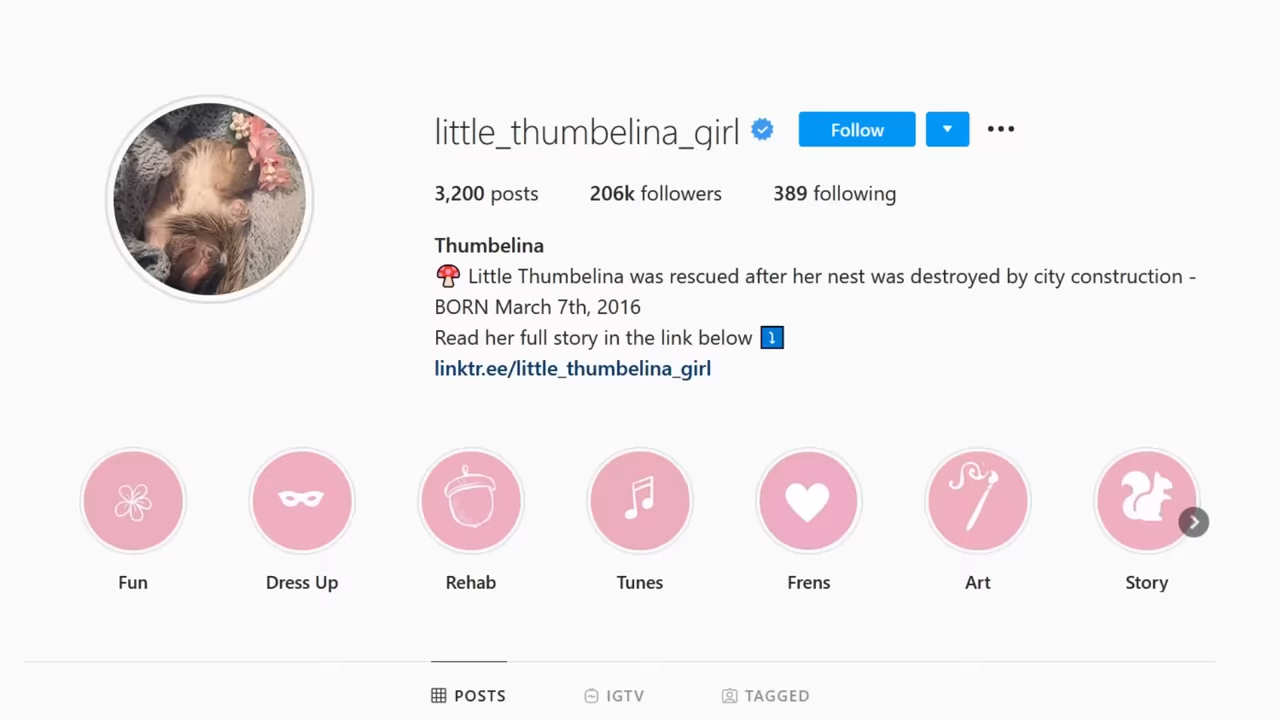 little_thumbelina_girl Follow
3,200 posts 206k followers 389 following
Thumbelina
🍄 Little Thumbelina was rescued after her nest was destroyed by city construction -
BORN March 7th, 2016
Read her full story in the link below ⤵
linktr.ee/little_thumbelina_girl
Fun Dress Up Rehab Tunes Frens Art Story
POSTS IGTV TAGGED